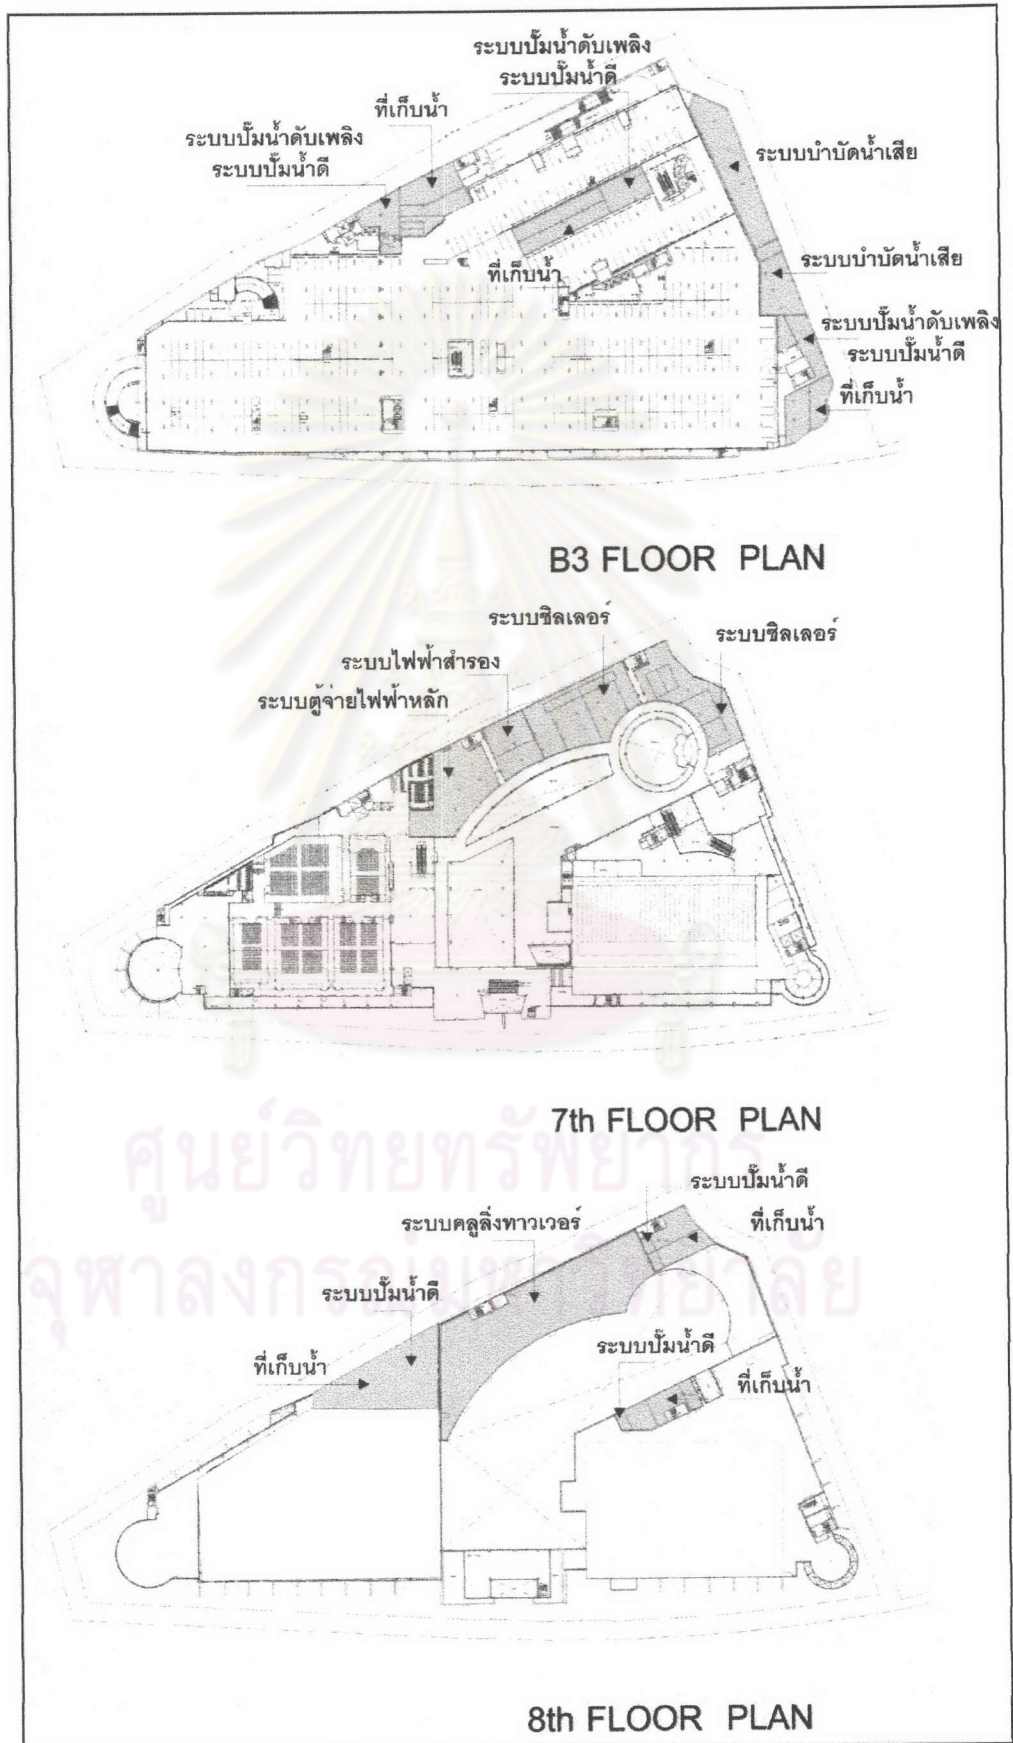 ระบบปั๊มน้ำดับเพลิง
ระบบปั๊มน้ำดี
ที่เก็บน้ำ
ระบบปั๊มน้ำดับเพลิง
ระบบปั๊มน้ำดี
ระบบบำบัดน้ำเสีย
ระบบบำบัดน้ำเสีย
ที่เก็บน้ำ
ระบบปั๊มน้ำดับเพลิง
ระบบปั๊มน้ำดี
ที่เก็บน้ำ
B3 FLOOR PLAN
ระบบชิลเลอร์
ระบบชิลเลอร์
ระบบไฟฟ้าสำรอง
ระบบตู้จ่ายไฟฟ้าหลัก
7th FLOOR PLAN
ศูนย์วิทยทรัพยากร
จุฬาลงกรณ์มหาวิทยาลัย
ระบบปั๊มน้ำดี
ที่เก็บน้ำ
ระบบคลูลิ่งทาวเวอร์
ระบบปั๊มน้ำดี
ที่เก็บน้ำ
ระบบปั๊มน้ำดี
ที่เก็บน้ำ
8th FLOOR PLAN